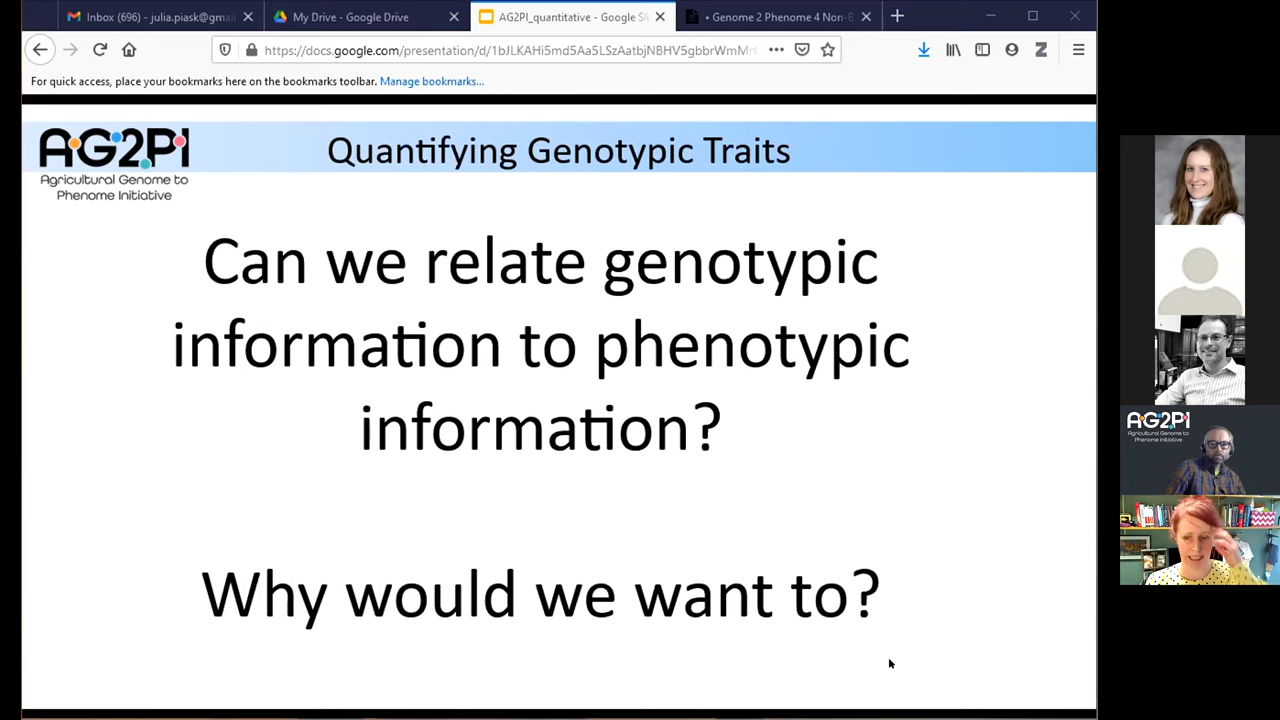 Inbox (696) - julia.piask@gmai
My Drive - Google Drive
AG2PI_quantitative - Google Sli
• Genome 2 Phenome 4 Non-B
https://docs.google.com/presentation/d/1bJLKAHi5md5Aa5LSzAatbjNBHV5gbbrWmMr
For quick access, place your bookmarks here on the bookmarks toolbar. Manage bookmarks...
AG2PI
Agricultural Genome to
Phenome Initiative
Quantifying Genotypic Traits
Can we relate genotypic
information to phenotypic
information?
Why would we want to?
AG2PI
Agricultural Genome to
Phenome Initiative